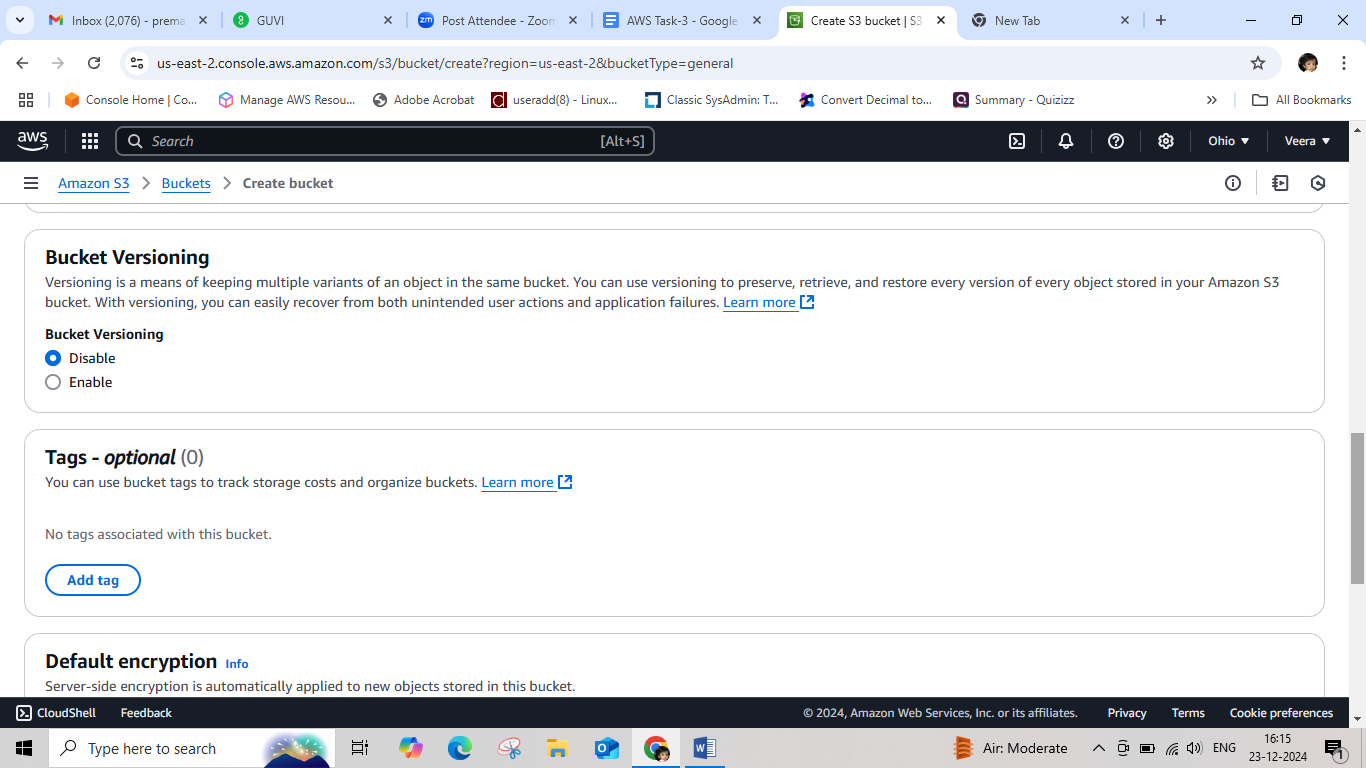 Inbox (2,076) - prema
GUVI
Post Attendee - Zoom
AWS Task-3 - Google
Create S3 bucket | S3
New Tab
us-east-2.console.aws.amazon.com/s3/bucket/create?region=us-east-2&bucketType=general
Console Home | Co...
Manage AWS Resou...
Adobe Acrobat
useradd(8) - Linux...
Classic SysAdmin: T...
Convert Decimal to...
Summary - Quizizz
All Bookmarks
aws
Search
[Alt+S]
Ohio
Veera
Amazon S3
Buckets
Create bucket
Bucket Versioning
Versioning is a means of keeping multiple variants of an object in the same bucket. You can use versioning to preserve, retrieve, and restore every version of every object stored in your Amazon S3
bucket. With versioning, you can easily recover from both unintended user actions and application failures. Learn more
Bucket Versioning
Disable
Enable
Tags - optional (0)
You can use bucket tags to track storage costs and organize buckets. Learn more
No tags associated with this bucket.
Add tag
Default encryption Info
Server-side encryption is automatically applied to new objects stored in this bucket.
CloudShell
Feedback
© 2024, Amazon Web Services, Inc. or its affiliates.
Privacy
Terms
Cookie preferences
Type here to search
Air: Moderate
ENG
16:15
23-12-2024
1